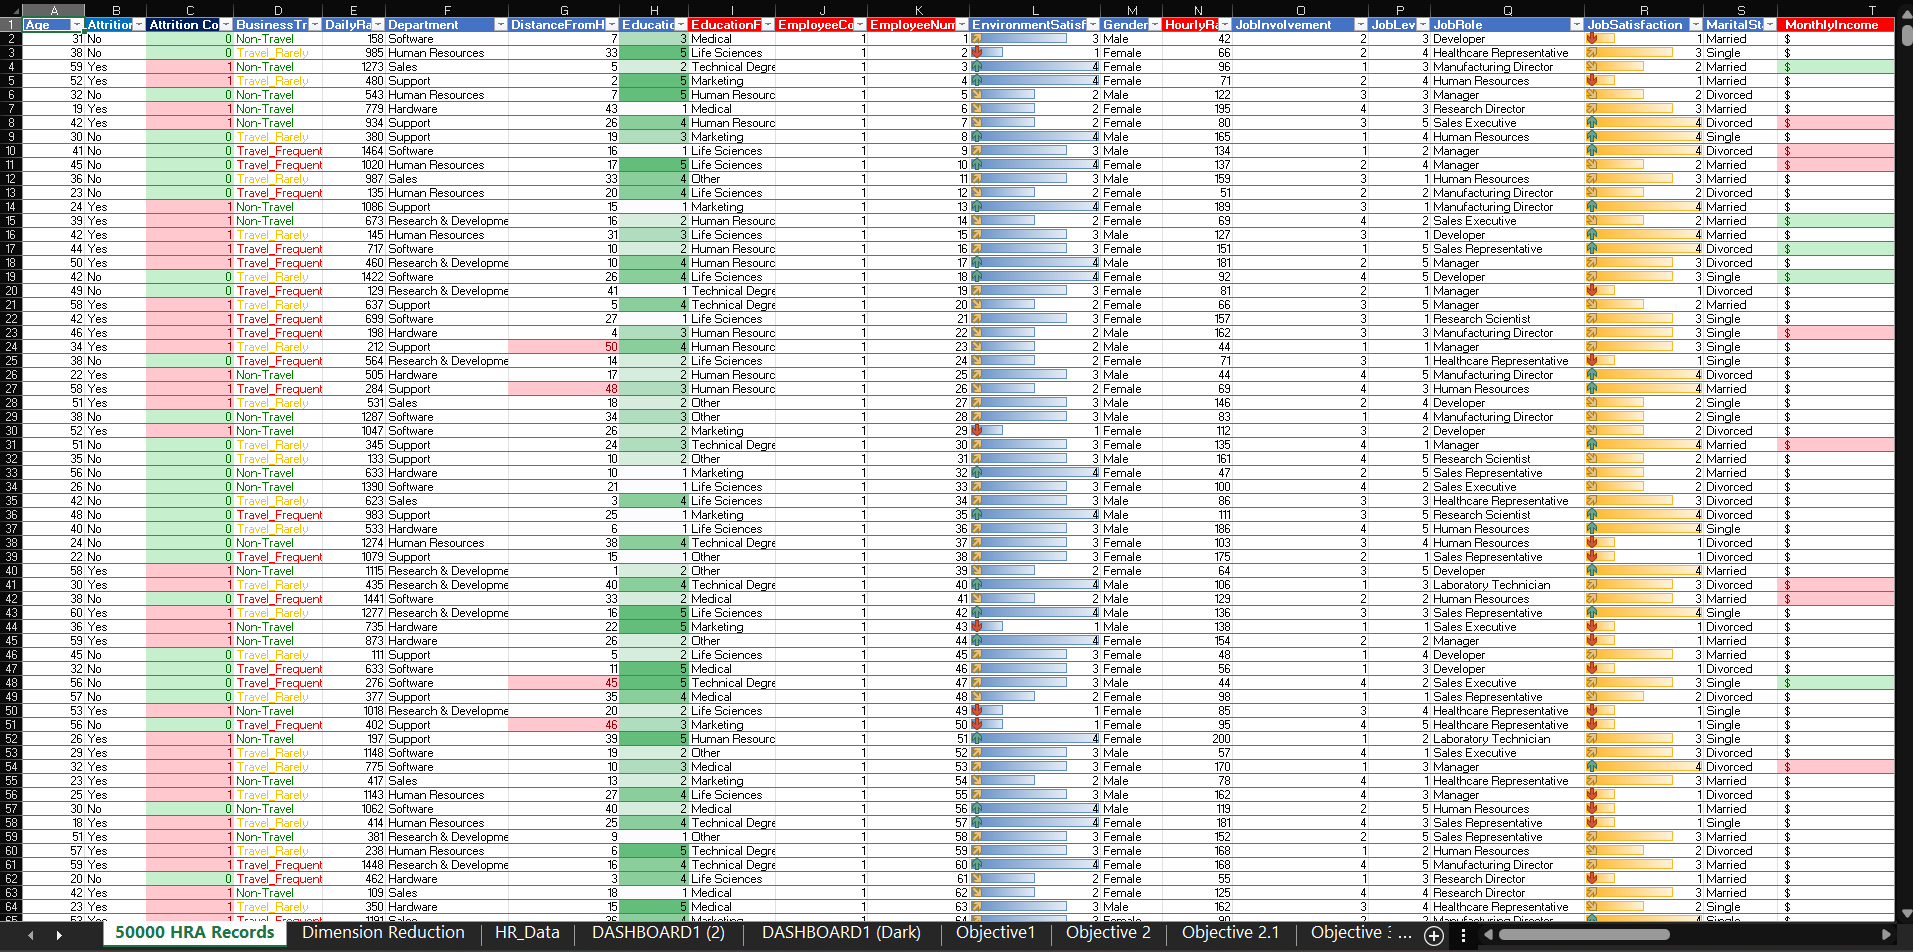 A B C D E F G H I J K L M N O P Q R S T
1 Age Attrition Attrition Co BusinessTr DailyRa Department DistanceFromH Educatio EducationF EmployeeCo EmployeeNum EnvironmentSatisf Gender HourlyRa JobInvolvement JobLev JobRole JobSatisfaction MaritalSt MonthlyIncome
2 31 No 0 Non-Travel 158 Software 7 3 Medical 1 1 3 Male 42 2 3 Developer 1 Married $
3 38 No 0 Travel_Rarely 985 Human Resources 33 5 Life Sciences 1 2 1 Female 66 2 4 Healthcare Representative 3 Single $
4 59 Yes 1 Non-Travel 1273 Sales 5 2 Technical Degre 1 3 4 Female 96 1 3 Manufacturing Director 2 Married $
5 52 Yes 1 Travel_Rarely 480 Support 2 5 Marketing 1 4 4 Female 71 2 4 Human Resources 1 Married $
6 32 No 0 Non-Travel 543 Human Resources 7 5 Human Resourc 1 5 2 Male 122 3 3 Manager 2 Divorced $
7 19 Yes 1 Non-Travel 779 Hardware 43 1 Medical 1 6 2 Female 195 4 3 Research Director 3 Married $
8 42 Yes 1 Non-Travel 934 Support 26 4 Human Resourc 1 7 2 Female 80 3 5 Sales Executive 4 Divorced $
9 30 No 0 Travel_Rarely 380 Support 19 3 Marketing 1 8 4 Male 165 1 4 Human Resources 4 Single $
10 41 No 0 Travel_Frequent 1464 Software 16 1 Life Sciences 1 9 3 Male 134 1 2 Manager 4 Divorced $
11 45 No 0 Travel_Frequent 1020 Human Resources 17 5 Life Sciences 1 10 4 Female 137 2 4 Manager 2 Married $
12 36 No 0 Travel_Rarely 987 Sales 33 4 Other 1 11 3 Male 159 3 1 Human Resources 3 Married $
13 23 No 0 Travel_Frequent 135 Human Resources 20 4 Life Sciences 1 12 2 Female 51 2 2 Manufacturing Director 2 Divorced $
14 24 Yes 1 Non-Travel 1086 Support 15 1 Marketing 1 13 4 Female 189 3 1 Manufacturing Director 4 Married $
15 39 Yes 1 Non-Travel 673 Research & Developme 16 2 Human Resourc 1 14 2 Female 69 4 2 Sales Executive 2 Married $
16 42 Yes 1 Travel_Rarely 145 Human Resources 31 3 Life Sciences 1 15 3 Male 127 3 1 Developer 4 Married $
17 44 Yes 1 Travel_Frequent 717 Software 10 2 Human Resourc 1 16 3 Female 151 1 5 Sales Representative 4 Divorced $
18 50 Yes 1 Travel_Frequent 460 Research & Developme 10 4 Human Resourc 1 17 4 Male 181 2 5 Manager 3 Divorced $
19 42 No 0 Travel_Rarely 1422 Software 26 4 Life Sciences 1 18 4 Female 92 4 5 Developer 3 Single $
20 49 No 0 Travel_Frequent 129 Research & Developme 41 1 Technical Degre 1 19 3 Female 81 2 1 Manager 1 Divorced $
21 58 Yes 1 Travel_Rarely 637 Support 5 4 Technical Degre 1 20 2 Female 66 3 5 Manager 2 Married $
22 42 Yes 1 Travel_Frequent 699 Software 27 1 Life Sciences 1 21 3 Female 157 3 1 Research Scientist 3 Single $
23 46 Yes 1 Travel_Frequent 198 Hardware 4 3 Human Resourc 1 22 2 Male 162 3 3 Manufacturing Director 3 Single $
24 34 Yes 1 Travel_Rarely 212 Support 50 4 Human Resourc 1 23 2 Male 44 1 1 Manager 3 Single $
25 38 No 0 Travel_Frequent 564 Research & Developme 14 2 Life Sciences 1 24 2 Female 71 3 1 Healthcare Representative 1 Single $
26 22 Yes 1 Non-Travel 505 Hardware 17 2 Human Resourc 1 25 3 Male 44 4 5 Manufacturing Director 4 Divorced $
27 58 Yes 1 Travel_Frequent 284 Support 48 3 Human Resourc 1 26 2 Female 69 4 3 Human Resources 4 Married $
28 51 Yes 1 Travel_Rarely 531 Sales 18 2 Other 1 27 3 Male 146 2 4 Developer 2 Single $
29 38 No 0 Non-Travel 1287 Software 34 3 Other 1 28 3 Male 83 1 4 Manufacturing Director 2 Single $
30 52 Yes 1 Non-Travel 1047 Software 26 2 Marketing 1 29 1 Female 112 3 2 Developer 2 Divorced $
31 51 No 0 Travel_Rarely 345 Support 24 3 Technical Degre 1 30 3 Female 135 4 1 Manager 4 Married $
32 35 No 0 Travel_Rarely 133 Support 10 2 Other 1 31 3 Male 161 4 5 Research Scientist 2 Married $
33 56 No 0 Non-Travel 633 Hardware 10 1 Marketing 1 32 4 Female 47 2 5 Sales Representative 2 Married $
34 26 No 0 Non-Travel 1390 Software 21 1 Life Sciences 1 33 3 Female 100 4 2 Sales Executive 2 Divorced $
35 42 No 0 Travel_Rarely 623 Sales 3 4 Life Sciences 1 34 3 Male 86 3 3 Healthcare Representative 3 Divorced $
36 48 No 0 Travel_Frequent 983 Support 25 1 Marketing 1 35 4 Male 111 3 5 Research Scientist 4 Divorced $
37 40 No 0 Travel_Rarely 533 Hardware 6 1 Life Sciences 1 36 3 Male 186 4 5 Human Resources 4 Single $
38 24 No 0 Non-Travel 1274 Human Resources 38 4 Technical Degre 1 37 3 Female 103 3 4 Human Resources 1 Divorced $
39 22 No 0 Travel_Frequent 1079 Support 15 1 Other 1 38 3 Male 175 2 1 Sales Representative 1 Divorced $
40 58 Yes 1 Non-Travel 1115 Research & Developme 1 2 Other 1 39 2 Female 64 3 5 Developer 4 Married $
41 30 Yes 1 Travel_Rarely 435 Research & Developme 40 4 Technical Degre 1 40 4 Male 106 1 3 Laboratory Technician 3 Divorced $
42 38 No 0 Travel_Frequent 1441 Software 33 2 Medical 1 41 2 Male 129 2 2 Human Resources 3 Married $
43 60 Yes 1 Travel_Rarely 1277 Research & Developme 16 5 Life Sciences 1 42 4 Male 136 3 3 Sales Representative 4 Single $
44 36 Yes 1 Non-Travel 735 Hardware 22 5 Marketing 1 43 1 Male 138 1 1 Sales Executive 1 Divorced $
45 59 Yes 1 Non-Travel 873 Hardware 26 2 Other 1 44 4 Female 154 2 2 Manager 1 Married $
46 45 No 0 Travel_Rarely 111 Support 5 2 Life Sciences 1 45 3 Female 48 1 4 Developer 3 Married $
47 32 No 0 Travel_Frequent 633 Software 11 5 Medical 1 46 3 Female 56 1 3 Developer 1 Divorced $
48 56 No 0 Travel_Frequent 276 Software 45 5 Technical Degre 1 47 3 Male 44 4 2 Sales Executive 3 Single $
49 57 No 0 Travel_Rarely 377 Support 35 4 Medical 1 48 2 Female 98 1 1 Sales Representative 2 Divorced $
50 53 Yes 1 Non-Travel 1018 Research & Developme 20 2 Life Sciences 1 49 1 Female 85 3 4 Healthcare Representative 1 Single $
51 56 No 0 Travel_Frequent 402 Support 46 3 Marketing 1 50 1 Female 95 4 5 Healthcare Representative 1 Single $
52 26 Yes 1 Non-Travel 197 Support 39 5 Human Resourc 1 51 4 Female 200 1 2 Laboratory Technician 3 Single $
53 29 Yes 1 Travel_Rarely 1148 Software 19 2 Other 1 52 3 Male 57 4 1 Sales Executive 3 Divorced $
54 32 Yes 1 Travel_Rarely 775 Software 10 3 Medical 1 53 3 Female 170 1 3 Manager 4 Divorced $
55 23 Yes 1 Non-Travel 417 Sales 13 2 Marketing 1 54 2 Male 78 4 1 Healthcare Representative 3 Married $
56 25 Yes 1 Travel_Rarely 1143 Human Resources 27 4 Life Sciences 1 55 3 Male 162 4 3 Manager 1 Divorced $
57 30 No 0 Non-Travel 1062 Software 40 2 Medical 1 56 4 Male 119 2 5 Human Resources 1 Married $
58 18 Yes 1 Travel_Rarely 414 Human Resources 25 4 Technical Degre 1 57 4 Female 181 4 3 Sales Representative 1 Single $
59 51 Yes 1 Non-Travel 381 Research & Developme 9 1 Other 1 58 3 Female 152 2 5 Sales Representative 3 Married $
60 57 Yes 1 Travel_Rarely 238 Human Resources 6 5 Technical Degre 1 59 3 Female 168 1 2 Human Resources 2 Divorced $
61 59 Yes 1 Travel_Frequent 1448 Research & Developme 16 4 Technical Degre 1 60 4 Female 168 4 5 Manufacturing Director 3 Married $
62 20 No 0 Travel_Frequent 462 Hardware 3 4 Life Sciences 1 61 2 Female 55 1 3 Research Director 1 Married $
63 42 Yes 1 Non-Travel 109 Sales 18 1 Medical 1 62 2 Male 125 4 4 Research Director 3 Married $
64 23 Yes 1 Travel_Rarely 350 Hardware 15 5 Medical 1 63 3 Female 144 3 2 Healthcare Representative 2 Single $
50000 HRA Records Dimension Reduction HR_Data DASHBOARD1 (2) DASHBOARD1 (Dark) Objective1 Objective 2 Objective 2.1 Objective ...